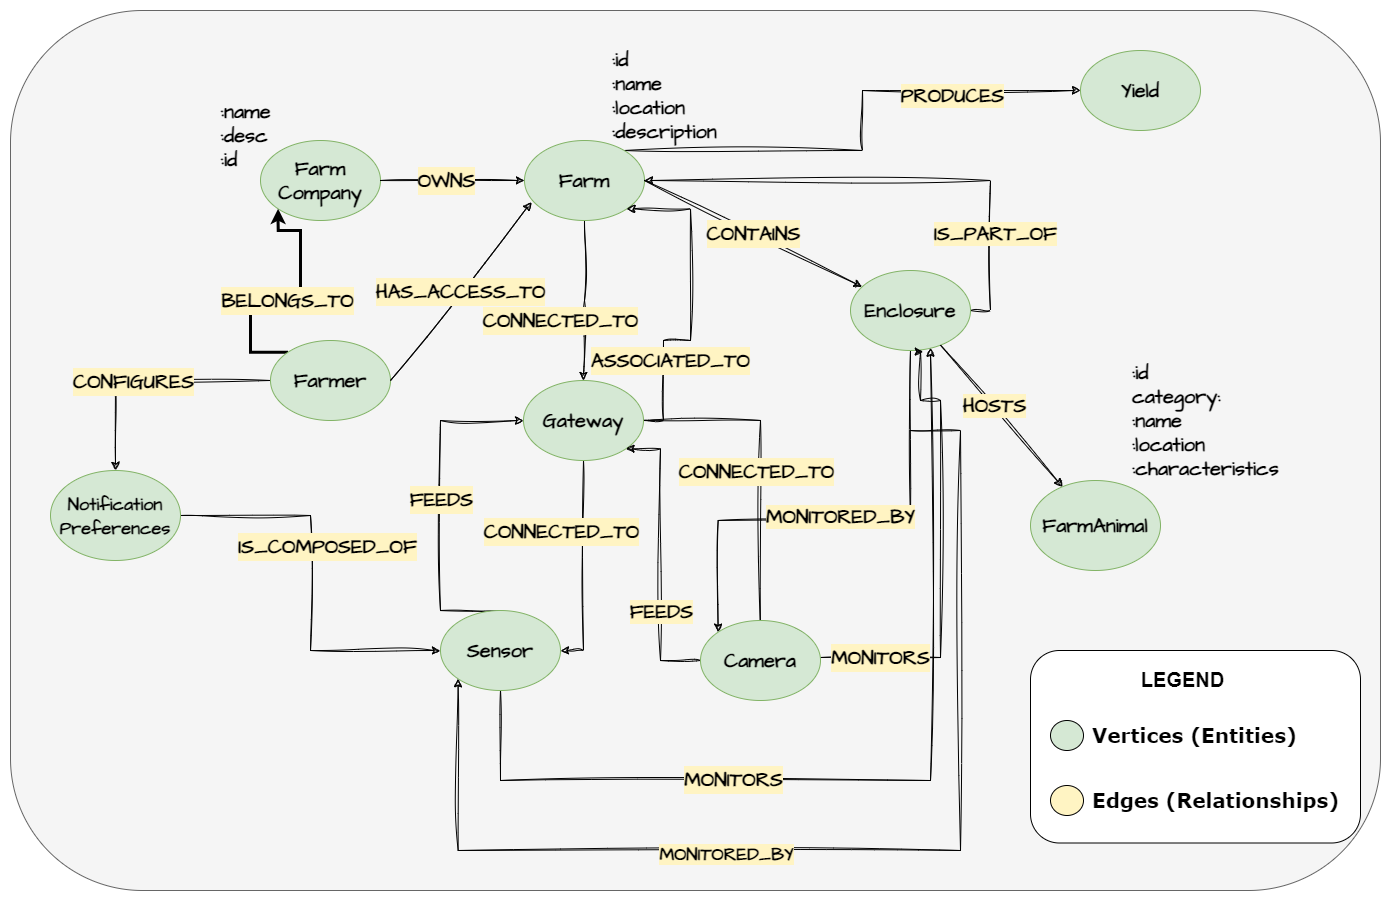 :id
:name
:location
:description
Yield
PRODUCES
:name
:desc
:id
Farm
Company
OWNS
Farm
CONTAINS
IS_PART_OF
HAS_ACCESS_TO
BELONGS_TO
CONNECTED_TO
Enclosure
ASSOCIATED_TO
CONFIGURES
Farmer
:id
category:
:name
:location
:characteristics
HOSTS
Gateway
CONNECTED_TO
FEEDS
Notification
Preferences
MONITORED_BY
CONNECTED_TO
FarmAnimal
IS_COMPOSED_OF
FEEDS
Sensor
Camera
MONITORS
LEGEND
Vertices (Entities)
MONITORS
Edges (Relationships)
MONITORED_BY